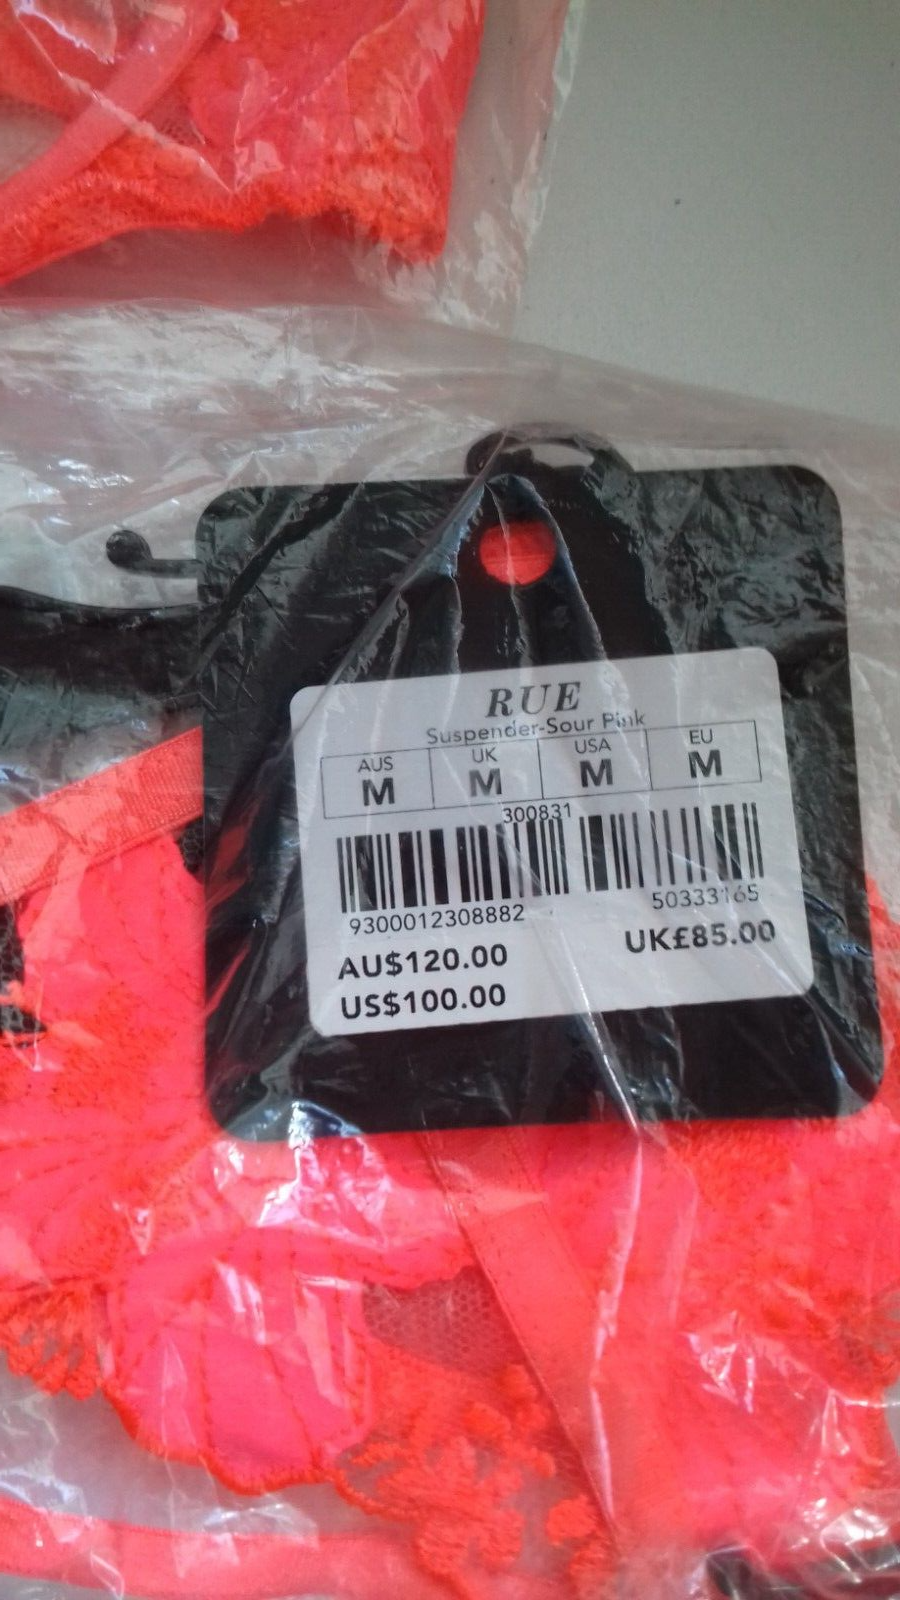 RUE
Suspender-Sour Pink
AUS UK USA EU
M M M M
300831
9300012308882 50333165
AU$120.00 UK£85.00
US$100.00